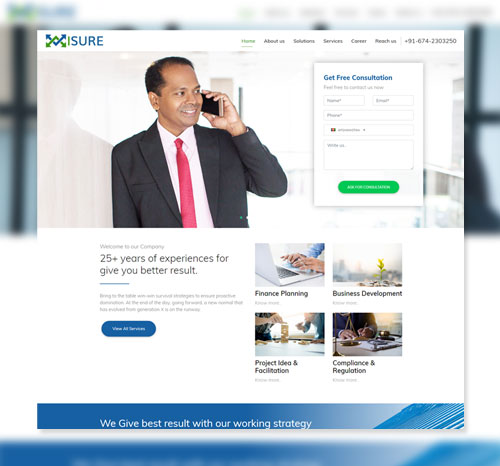 WISURE
Home About us Solutions Services Career Reach us +91-674-2303250
Get Free Consultation
Feel free to contact us now
Name* Email*
Phone*
Write us..
ASK FOR CONSULTATION
Welcome to our Company
25+ years of experiences for
give you better result.
Bring to the table win-win survival strategies to ensure proactive
domination. At the end of the day, going forward, a new normal that
has evolved from generation X is on the runway.
View All Services
Finance Planning
Know more.
Business Development
Know more.
Project Idea &
Facilitation
Know more.
Compliance &
Regulation
Know more.
We Give best result with our working strategy